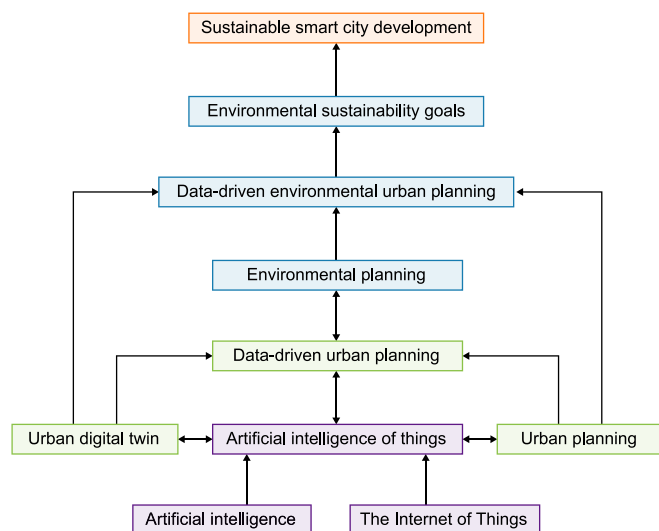 Sustainable smart city development
Environmental sustainability goals
Data-driven environmental urban planning
Environmental planning
Data-driven urban planning
Urban digital twin
Artificial intelligence of things
Urban planning
Artificial intelligence
The Internet of Things